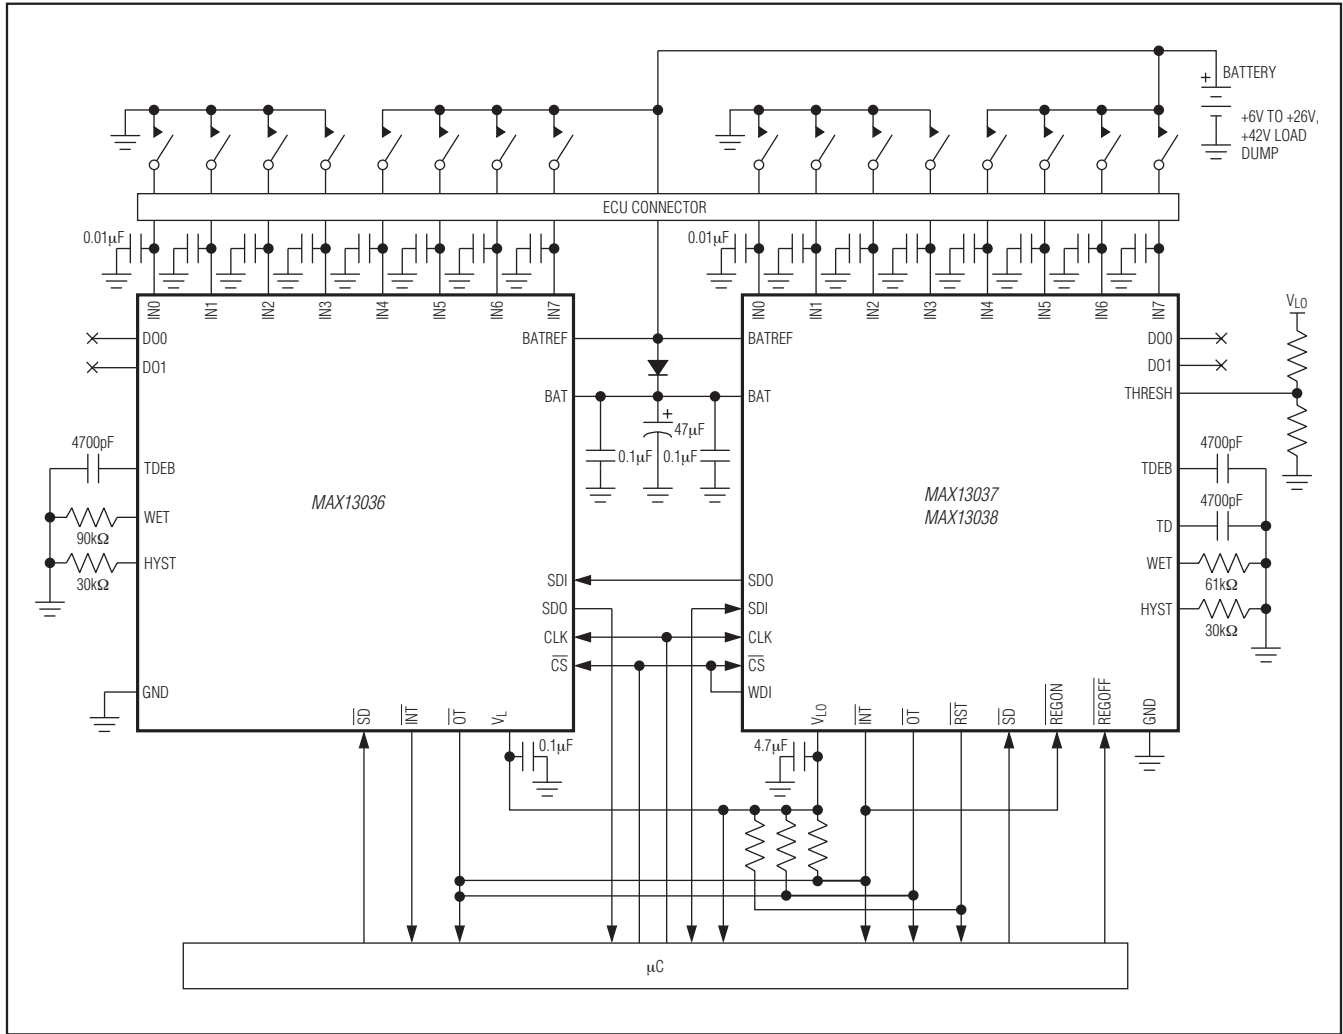 +
BATTERY
+6V TO +26V,
+42V LOAD
DUMP
ECU CONNECTOR
0.01μF
0.01μF
IN0 IN1 IN2 IN3 IN4 IN5 IN6 IN7
IN0 IN1 IN2 IN3 IN4 IN5 IN6 IN7
VLO
DO0
BATREF
BATREF
DO0
DO1
DO1
BAT
BAT
THRESH
+
47μF
0.1μF
0.1μF
4700pF
4700pF
TDEB
TDEB
MAX13036
MAX13037
MAX13038
4700pF
WET
TD
90kΩ
HYST
WET
30kΩ
61kΩ
SDI
SDO
SDO
SDI
HYST
30kΩ
CLK
CLK
CS
CS
GND
WDI
SD INT OT VL
VLO INT OT RST SD REGON REGOFF GND
0.1μF
4.7μF
μC